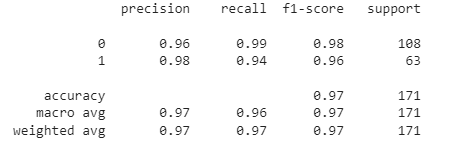 precision recall f1-score support
0 0.96 0.99 0.98 108
1 0.98 0.94 0.96 63
accuracy 0.97 171
macro avg 0.97 0.96 0.97 171
weighted avg 0.97 0.97 0.97 171